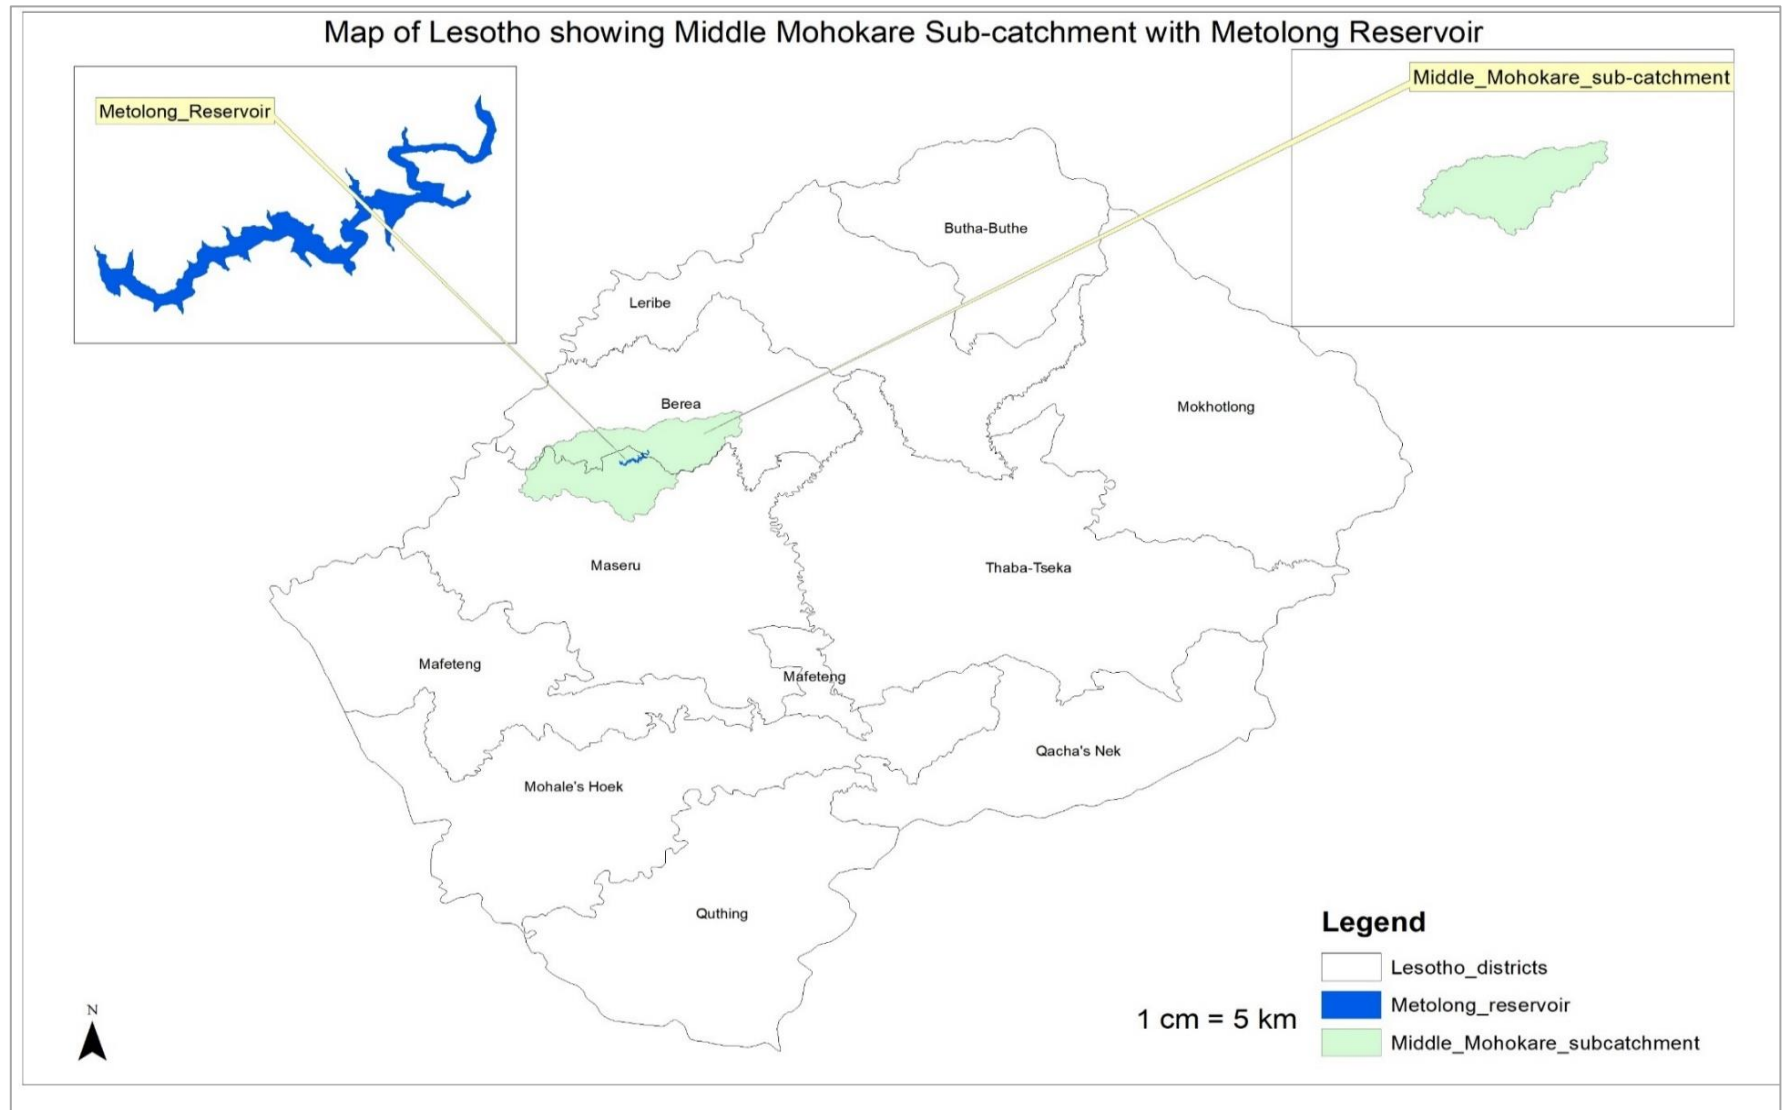 Map of Lesotho showing Middle Mohokare Sub-catchment with Metolong Reservoir
Metolong_Reservoir
Middle_Mohokare_sub-catchment
Butha-Buthe
Leribe
Berea
Mokhotlong
Maseru
Thaba-Tseka
Mafeteng
Mafeteng
Qacha's Nek
Mohale's Hoek
Quthing
Legend
Lesotho_districts
Metolong_reservoir
Middle_Mohokare_subcatchment
1 cm = 5 km
N